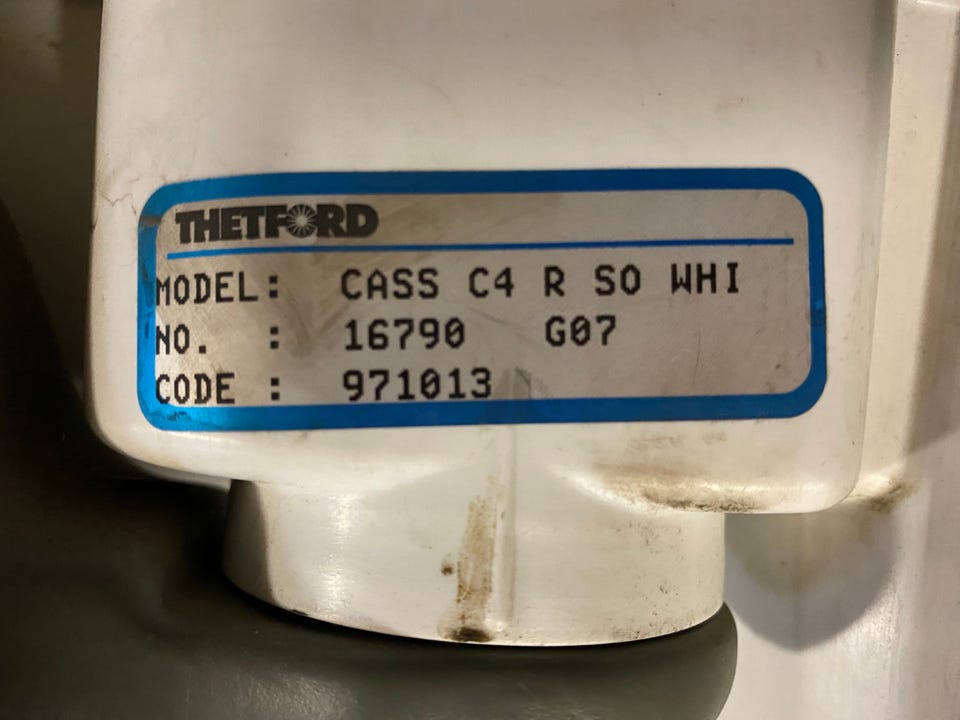 THETFORD
MODEL: CASS C4 R SO WHI
NO. : 16790 G07
CODE : 971013